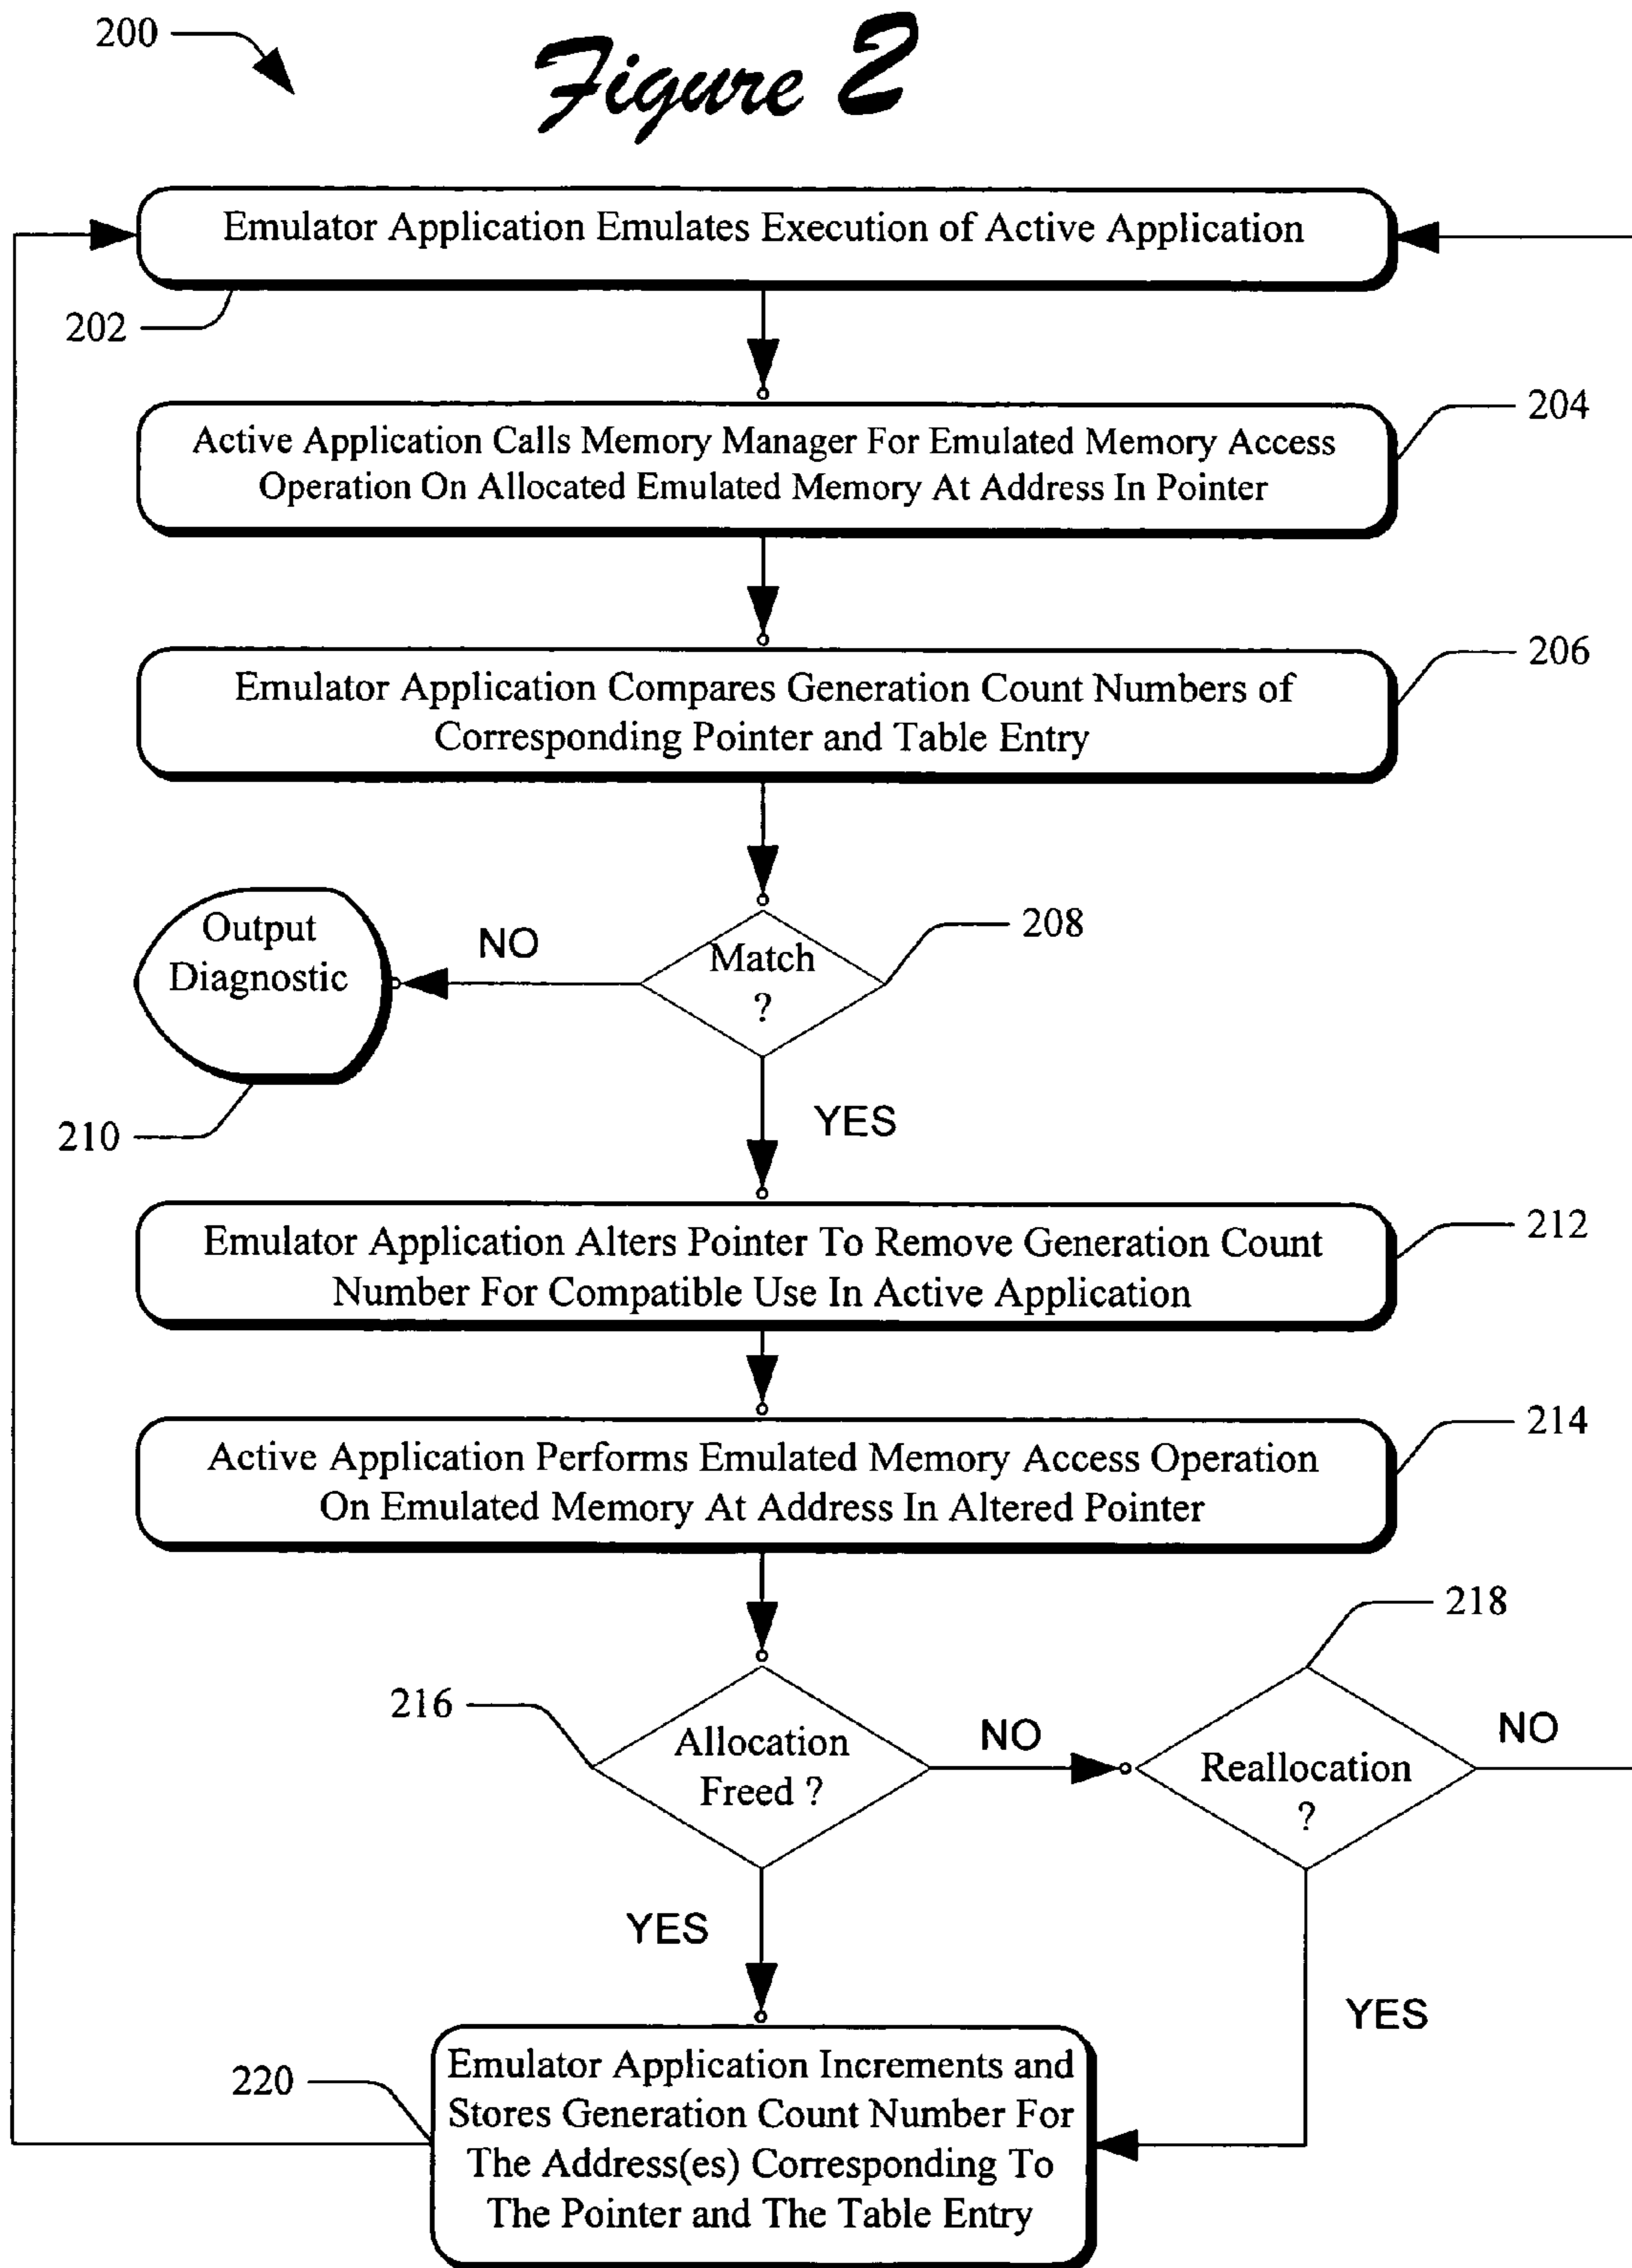 200
Figure 2
Emulator Application Emulates Execution of Active Application
202
204
Active Application Calls Memory Manager For Emulated Memory Access
Operation On Allocated Emulated Memory At Address In Pointer
206
Emulator Application Compares Generation Count Numbers of
Corresponding Pointer and Table Entry
208
Match
?
NO
Output
Diagnostic
210
YES
212
Emulator Application Alters Pointer To Remove Generation Count
Number For Compatible Use In Active Application
214
Active Application Performs Emulated Memory Access Operation
On Emulated Memory At Address In Altered Pointer
216
Allocation
Freed ?
NO
218
Reallocation
?
NO
YES
YES
220
Emulator Application Increments and
Stores Generation Count Number For
The Address(es) Corresponding To
The Pointer and The Table Entry